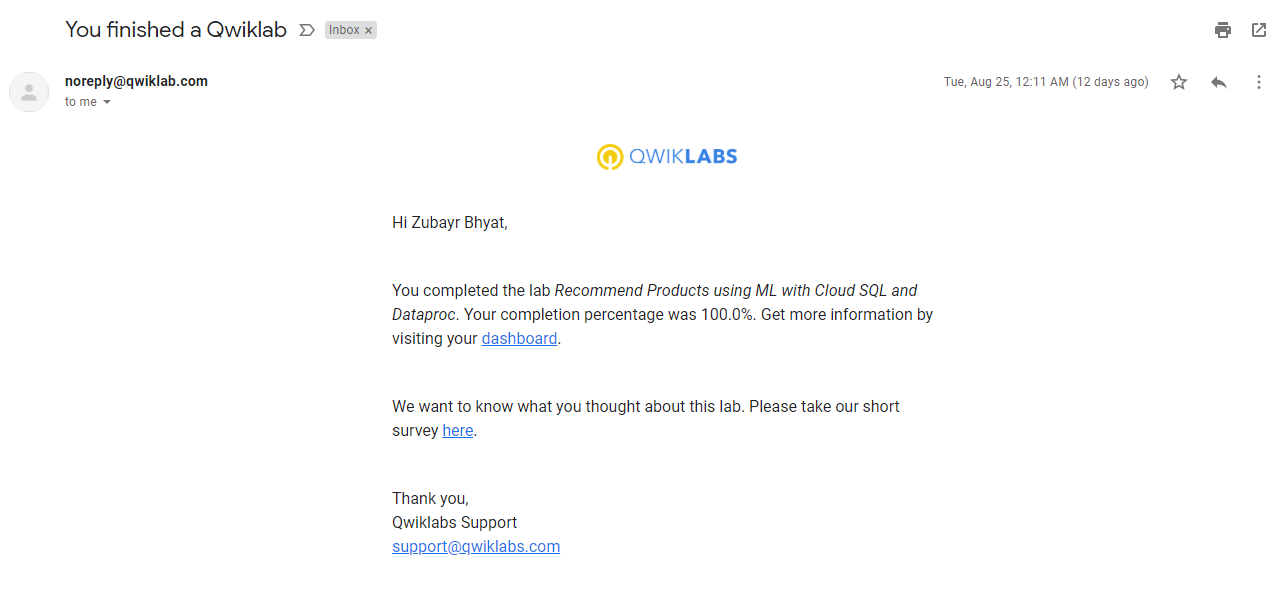 You finished a Qwiklab Inbox ×
noreply@qwiklab.com Tue, Aug 25, 12:11 AM (12 days ago)
to me
QWIKLABS
Hi Zubayr Bhyat,
You completed the lab Recommend Products using ML with Cloud SQL and
Dataproc. Your completion percentage was 100.0%. Get more information by
visiting your dashboard.
We want to know what you thought about this lab. Please take our short
survey here.
Thank you,
Qwiklabs Support
support@qwiklabs.com